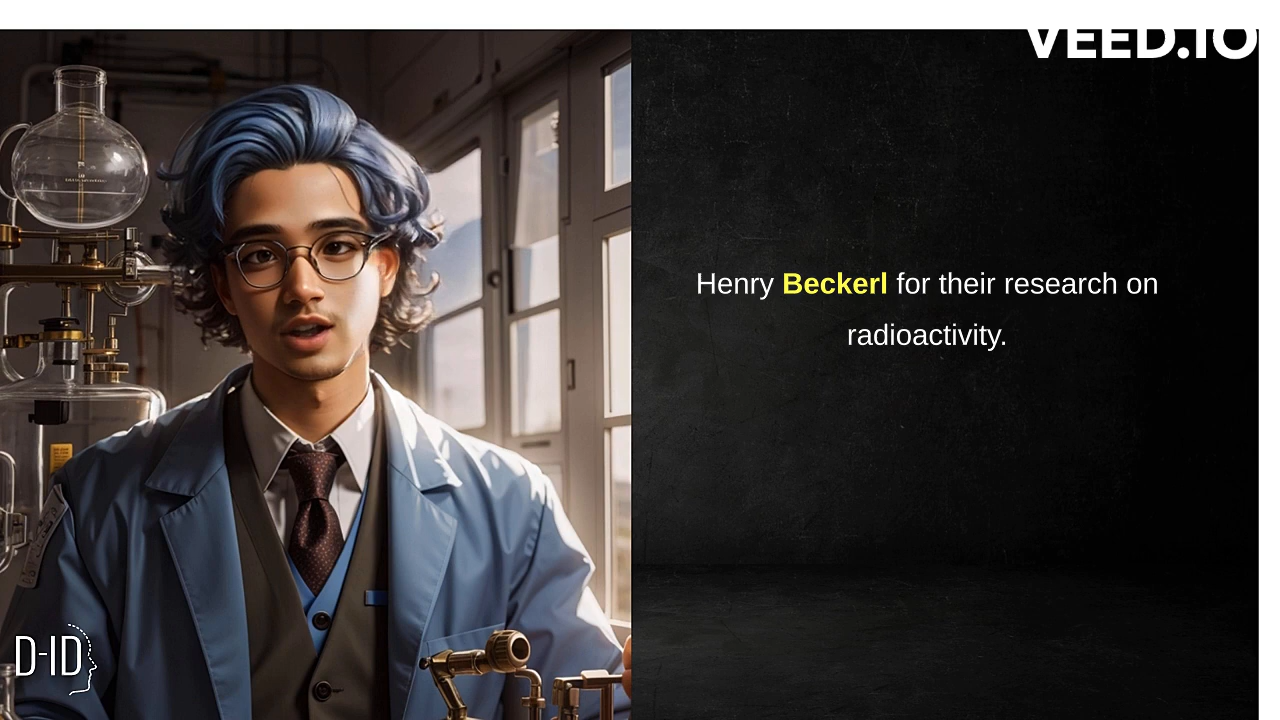 VEED.IO
Henry Beckerl for their research on
radioactivity.
D-ID